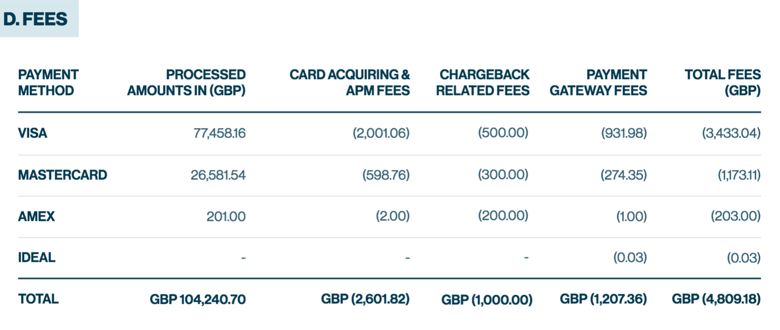 D. FEES
PAYMENT METHOD PROCESSED AMOUNTS IN (GBP) CARD ACQUIRING & APM FEES CHARGEBACK RELATED FEES PAYMENT GATEWAY FEES TOTAL FEES (GBP)
VISA 77,458.16 (2,001.06) (500.00) (931.98) (3,433.04)
MASTERCARD 26,581.54 (598.76) (300.00) (274.35) (1,173.11)
AMEX 201.00 (2.00) (200.00) (1.00) (203.00)
IDEAL - - - (0.03) (0.03)
TOTAL GBP 104,240.70 GBP (2,601.82) GBP (1,000.00) GBP (1,207.36) GBP (4,809.18)